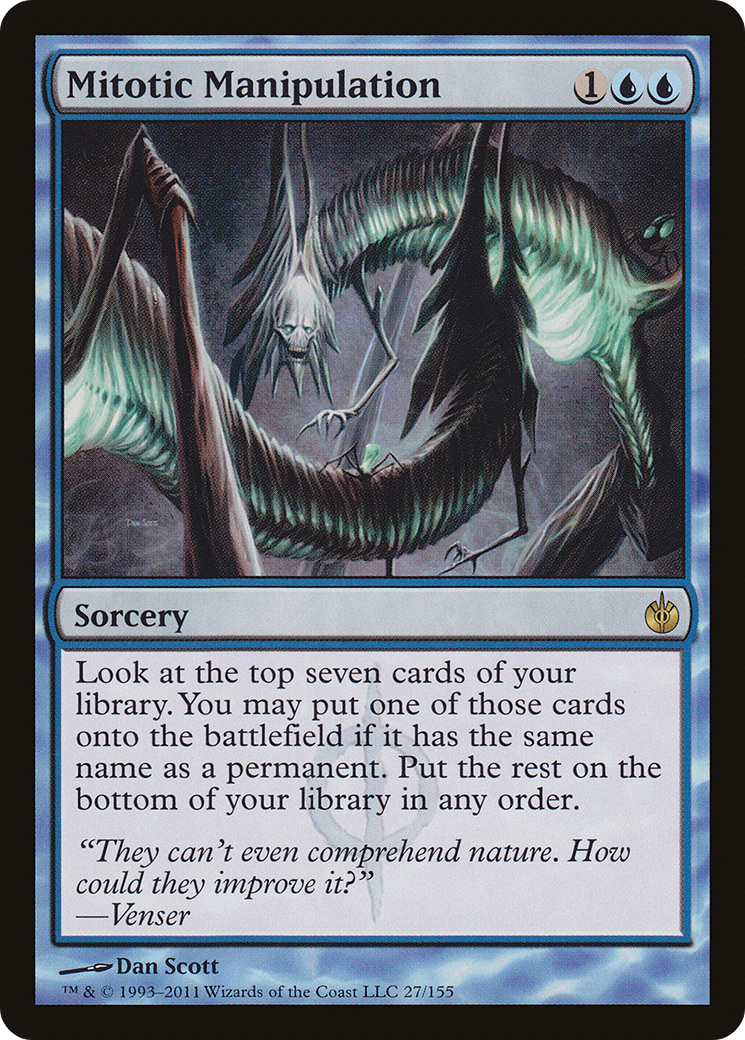 Mitotic Manipulation
1
Dan Scott
Sorcery
Look at the top seven cards of your
library. You may put one of those cards
onto the battlefield if it has the same
name as a permanent. Put the rest on the
bottom of your library in any order.
“They can’t even comprehend nature. How
could they improve it?”
—Venser
Dan Scott
™ & © 1993–2011 Wizards of the Coast LLC 27/155